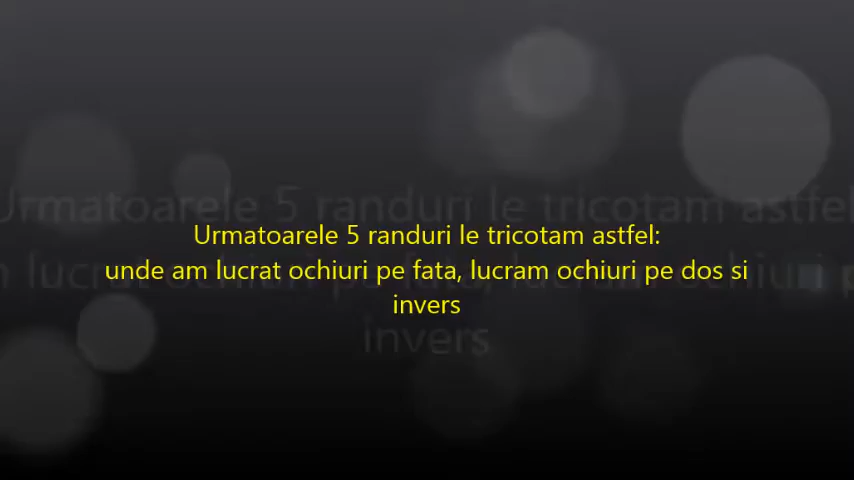 Urmatoarele 5 randuri le tricotam astfel:
unde am lucrat ochiuri pe fata, lucram ochiuri pe dos si
invers